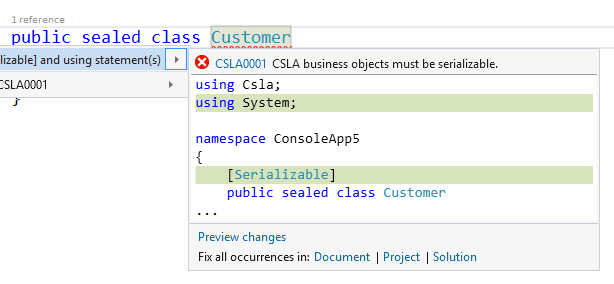 1 reference
public sealed class Customer
lizable] and using statement(s)
CSLA0001
}
CSLA0001 CSLA business objects must be serializable.
using Csla;
using System;
namespace ConsoleApp5
{
[Serializable]
public sealed class Customer
...
Preview changes
Fix all occurrences in: Document | Project | Solution